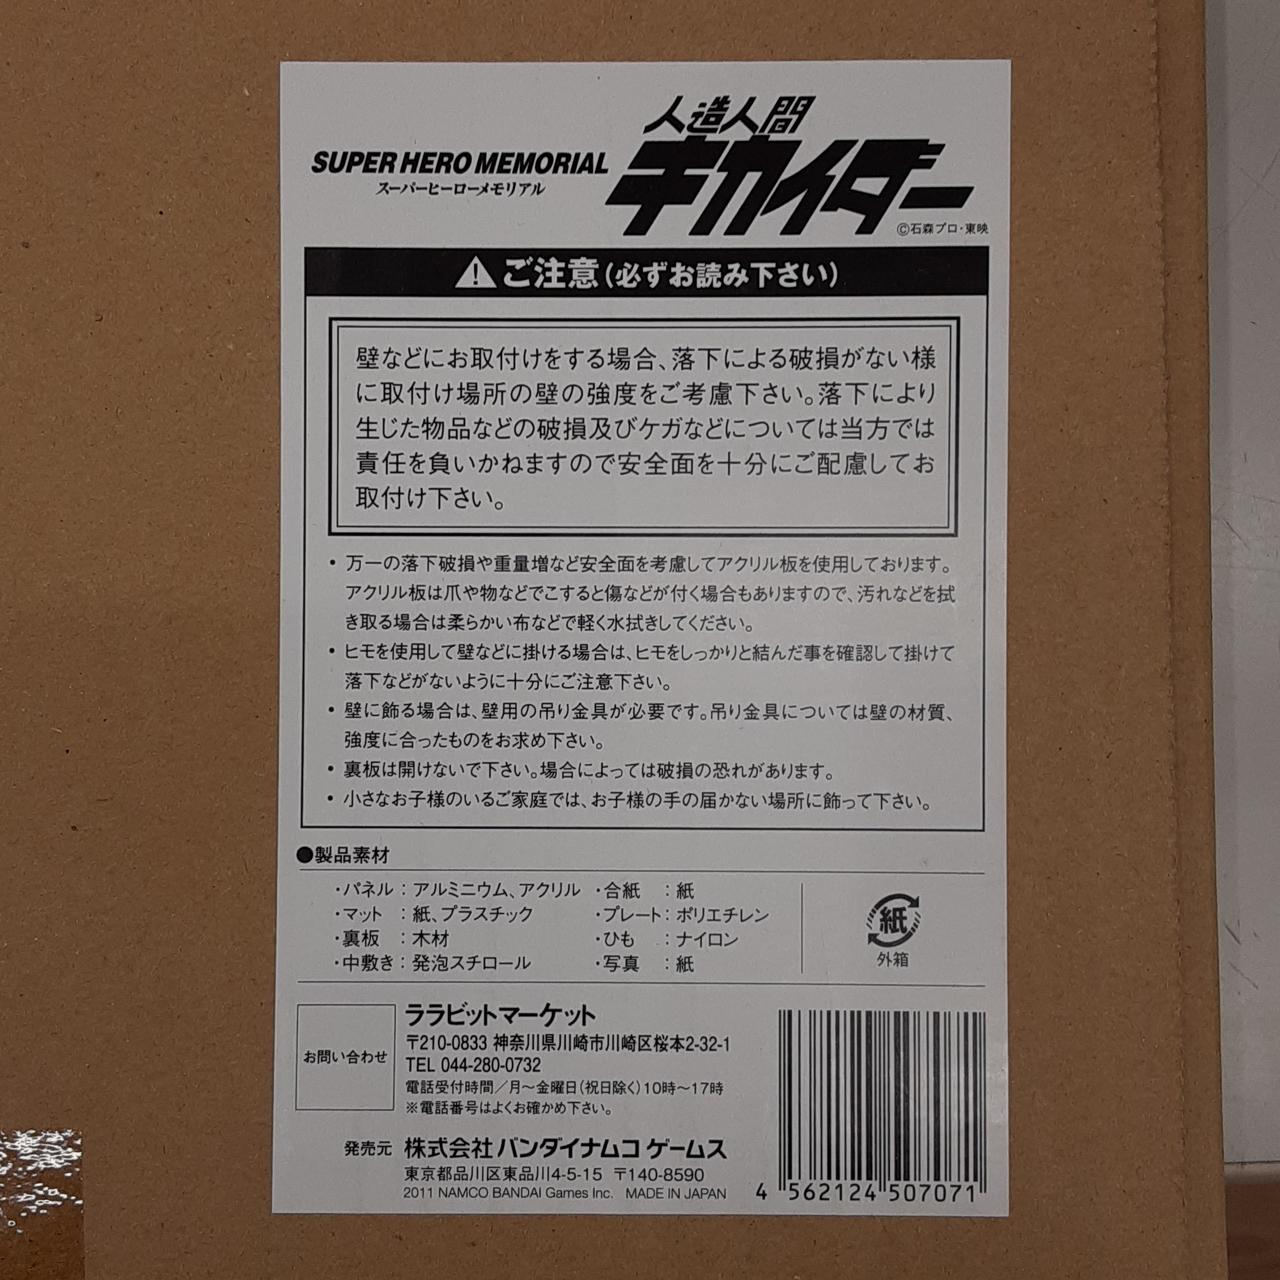 人造人間
SUPER HERO MEMORIAL
スーパーヒーローメモリアル
キカイダー
©石森プロ・東映
ご注意(必ずお読み下さい)
壁などにお取付けをする場合、落下による破損がない様
に取付け場所の壁の強度をご考慮下さい。落下により
生じた物品などの破損及びケガなどについては当方では
責任を負いかねますので安全面を十分にご配慮してお
取付け下さい。
・万一の落下破損や重量増など安全面を考慮してアクリル板を使用しております。
アクリル板は爪や物などでこすると傷などが付く場合もありますので、汚れなどを拭
き取る場合は柔らかい布などで軽く水拭きしてください。
・ヒモを使用して壁などに掛ける場合は、ヒモをしっかりと結んだ事を確認して掛けて
落下などがないように十分にご注意下さい。
・壁に飾る場合は、壁用の吊り金具が必要です。吊り金具については壁の材質、
強度に合ったものをお求め下さい。
・裏板は開けないで下さい。場合によっては破損の恐れがあります。
・小さなお子様のいるご家庭では、お子様の手の届かない場所に飾って下さい。
●製品素材
・パネル：アルミニウム、アクリル ・合紙 ：紙
・マット ：紙、プラスチック ・プレート：ポリエチレン
・裏板 ：木材 ・ひも ：ナイロン
・中敷き：発泡スチロール ・写真 ：紙
紙
外箱
お問い合わせ
ララビットマーケット
〒210-0833 神奈川県川崎市川崎区桜本2-32-1
TEL 044-280-0732
電話受付時間／月〜金曜日(祝日除く)10時〜17時
※電話番号はよくお確かめ下さい。
発売元 株式会社 バンダイナムコ ゲームス
東京都品川区東品川4-5-15 〒140-8590
2011 NAMCO BANDAI Games Inc. MADE IN JAPAN
4 562124 507071